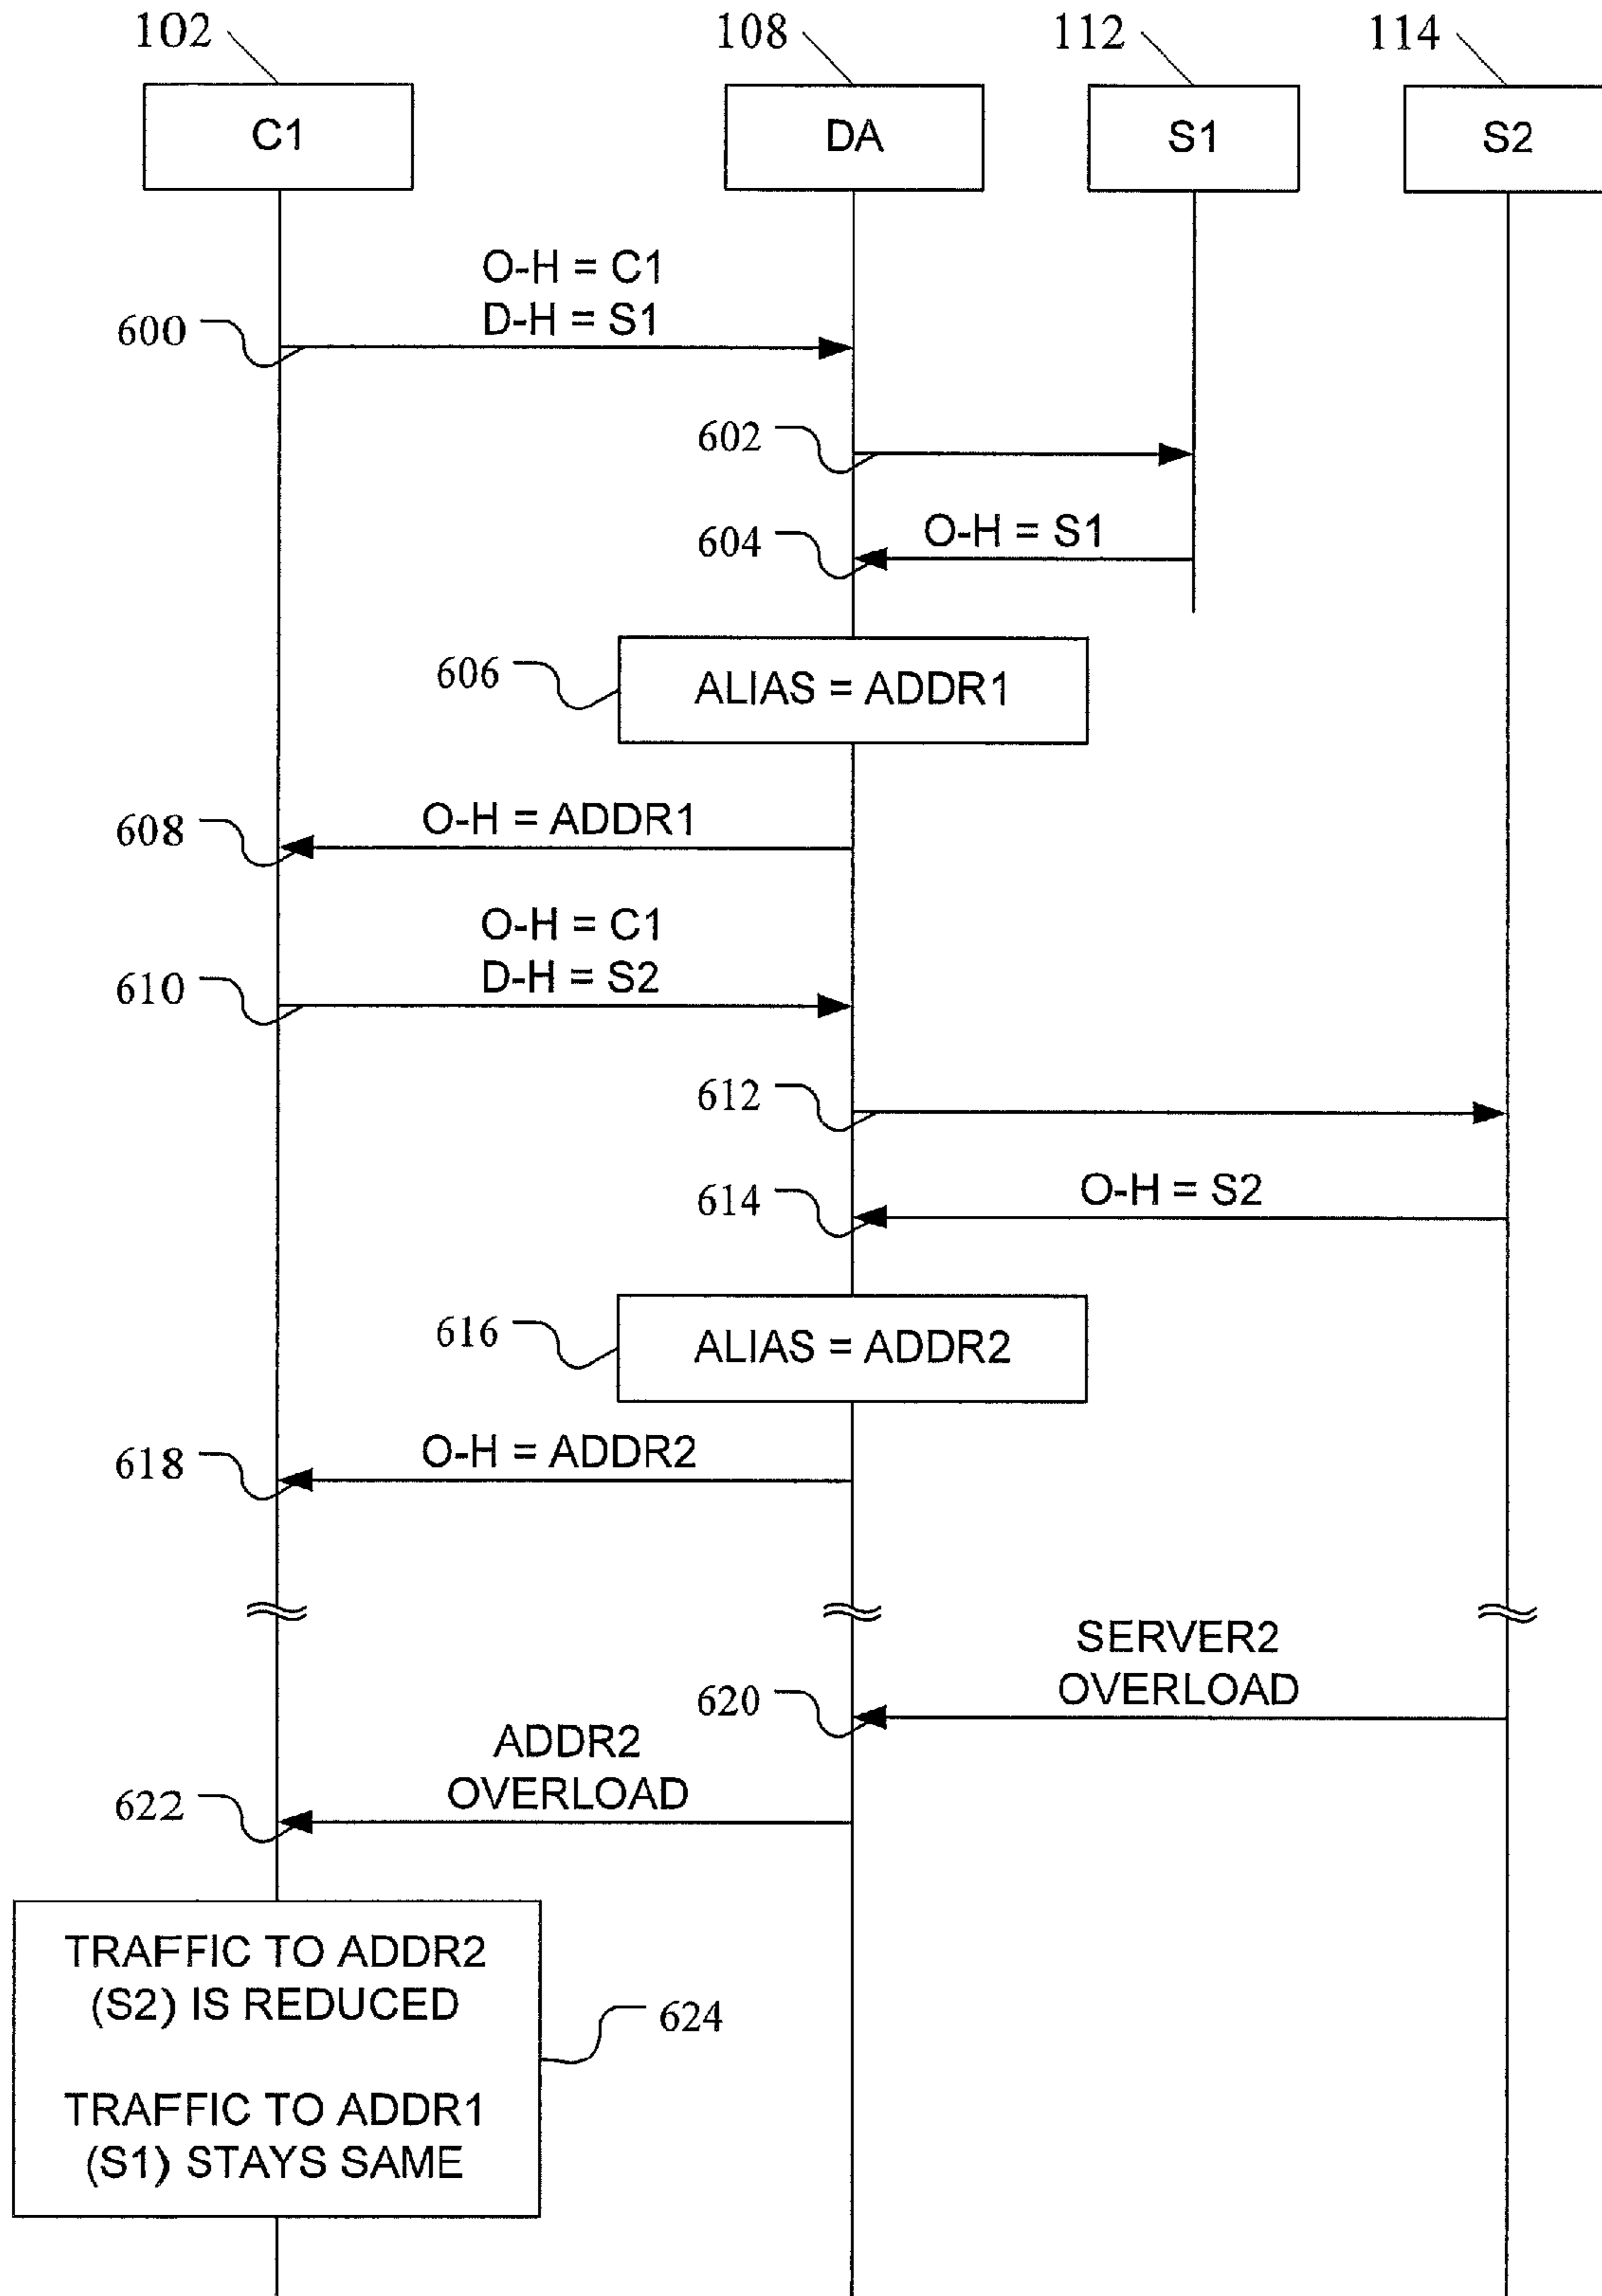 102
108
112
114
C1
DA
S1
S2
O-H = C1
D-H = S1
600
602
O-H = S1
604
606
ALIAS = ADDR1
O-H = ADDR1
608
O-H = C1
D-H = S2
610
612
O-H = S2
614
616
ALIAS = ADDR2
O-H = ADDR2
618
SERVER2
OVERLOAD
620
ADDR2
OVERLOAD
622
TRAFFIC TO ADDR2
(S2) IS REDUCED
624
TRAFFIC TO ADDR1
(S1) STAYS SAME